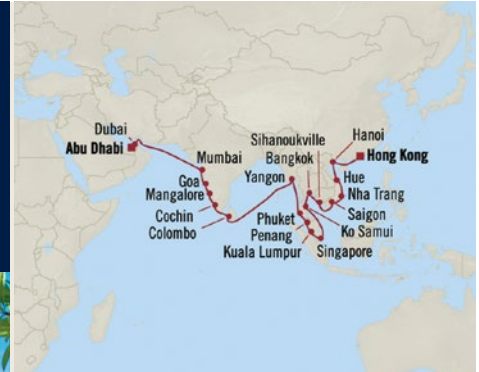 Dubai
Abu Dhabi
Mumbai
Goa
Mangalore
Cochin
Colombo
Yangon
Sihanoukville
Bangkok
Hanoi
Hong Kong
Hue
Nha Trang
Saigon
Ko Samui
Phuket
Penang
Kuala Lumpur
Singapore